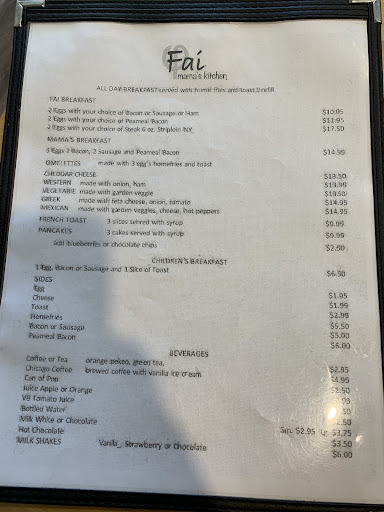 Fai
mama's kitchen
ALL DAY BREAKFAST served with home fries and toast, 1 refill
FAI BREAKFAST
2 Eggs with your choice of Bacon or Sausage or Ham $10.95
2 Eggs with your choice of Peameal Bacon $11.95
2 Eggs with your choice of Steak 6 oz. Striploin NY $17.50
MAMA'S BREAKFAST
3 Eggs 2 Bacon, 2 Sausage and Peameal Bacon $14.99
OMELETTES made with 3 egg's homefries and toast
CHEDDAR CHEESE $13.50
WESTERN made with onion, ham $13.99
VEGETABLE made with garden veggie $13.50
GREEK made with feta cheese, onion, tomato $14.95
MEXICAN made with garden veggies, cheese, hot peppers $14.95
FRENCH TOAST 3 slices served with syrup $9.99
PANCAKES 3 cakes served with syrup $9.99
Add blueberries or chocolate chips $2.50
CHILDREN'S BREAKFAST
1 Egg, Bacon or Sausage and 1 Slice of Toast $6.50
SIDES
Egg $1.95
Cheese $1.99
Toast $2.99
Homefries $5.50
Bacon or Sausage $5.00
Peameal Bacon $6.00
BEVERAGES
Coffee or Tea orange pekoe, green tea, $2.95
Chicago Coffee brewed coffee with Vanilla ice cream $4.99
Can of Pop .50
Juice Apple or Orange
V8 Tomato Juice
Bottled Water .50
Milk White or Chocolate .50
Hot Chocolate Sm. $2.95 Lg. $3.75
$3.50
MILK SHAKES Vanilla, Strawberry or Chocolate $6.00